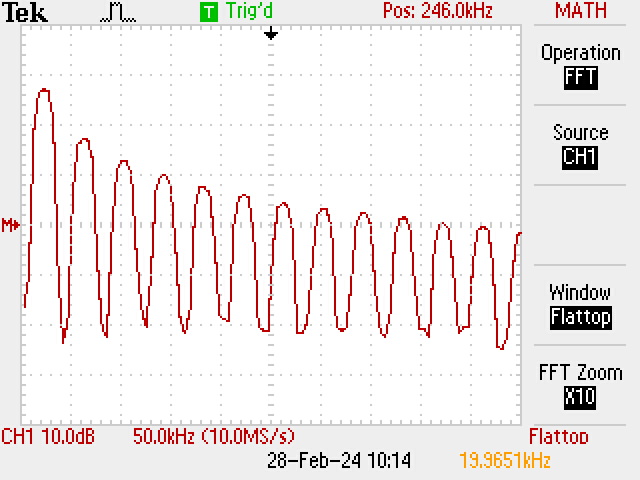 Tek T Trig'd Pos: 246.0kHz MATH
Operation
FFT
Source
CH1
M
Window
Flattop
FFT Zoom
X10
CH1 10.0dB 50.0kHz (10.0MS/s) Flattop
28-Feb-24 10:14 19.9651kHz